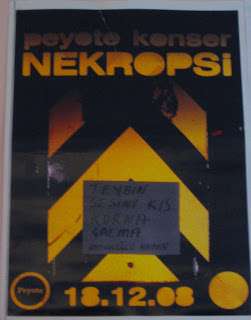 peyote konser
NEKROPSi
TEYBİN
SESİNİ KIS
KORNA
ÇALMA
Peyote
18.12.08